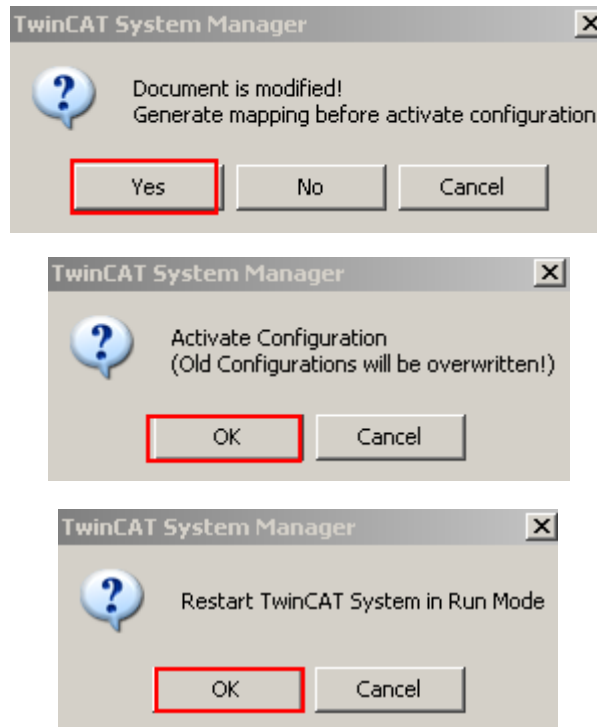 TwinCAT System Manager
Document is modified!
Generate mapping before activate configuration
Yes No Cancel
TwinCAT System Manager
Activate Configuration
(Old Configurations will be overwritten!)
OK Cancel
TwinCAT System Manager
Restart TwinCAT System in Run Mode
OK Cancel